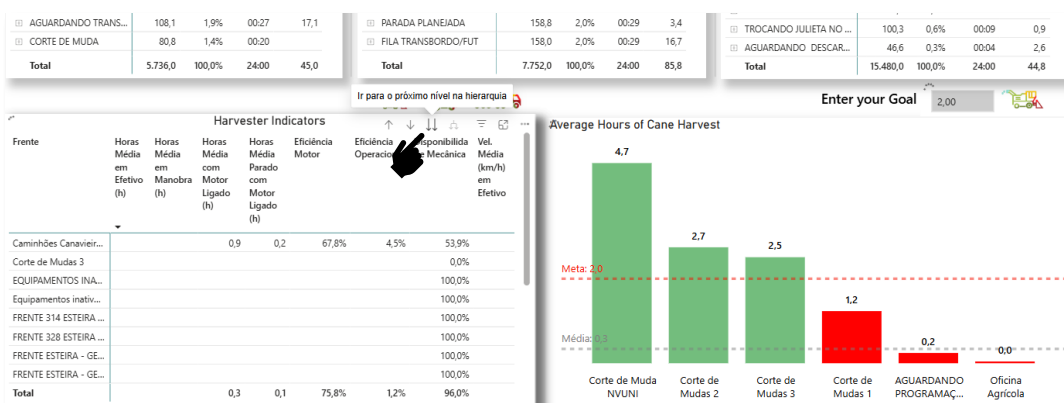 AGUARDANDO TRANS... 108,1 1,9% 00:27 17,1
CORTE DE MUDA 80,8 1,4% 00:20
Total 5.736,0 100,0% 24:00 45,0
PARADA PLANEJADA 158,8 2,0% 00:29 3,4
FILA TRANSBORDO/FUT 158,0 2,0% 00:29 16,7
Total 7.752,0 100,0% 24:00 85,8
TROCANDO JULIETA NO ... 100,3 0,6% 00:09 0,9
AGUARDANDO DESCAR... 46,6 0,3% 00:04 2,6
Total 15.480,0 100,0% 24:00 44,8
Ir para o próximo nível na hierarquia
Enter your Goal 2,00
Harvester Indicators
Frente
Horas
Média
em
Efetivo
(h)
Horas
Média
em
Manobra
(h)
Horas
Média
com
Motor
Ligado
(h)
Horas
Média
Parado
com
Motor
Ligado
(h)
Eficiência
Motor
Eficiência
Operacio
isponibilida
e Mecânica
Vel.
Média
(km/h)
em
Efetivo
Caminhões Canavieir... 0,9 0,2 67,8% 4,5% 53,9%
Corte de Mudas 3 0,0%
EQUIPAMENTOS INA... 100,0%
Equipamentos inativ... 100,0%
FRENTE 314 ESTEIRA ... 100,0%
FRENTE 328 ESTEIRA ... 100,0%
FRENTE ESTEIRA - GE... 100,0%
FRENTE ESTEIRA - GE... 100,0%
Total 0,3 0,1 75,8% 1,2% 96,0%
Average Hours of Cane Harvest
4,7
2,7
2,5
1,2
0,2
0,0
Meta: 2,0
Média: 0,3
Corte de Muda
NVUNI
Corte de
Mudas 2
Corte de
Mudas 3
Corte de
Mudas 1
AGUARDANDO
PROGRAMAÇ...
Oficina
Agrícola